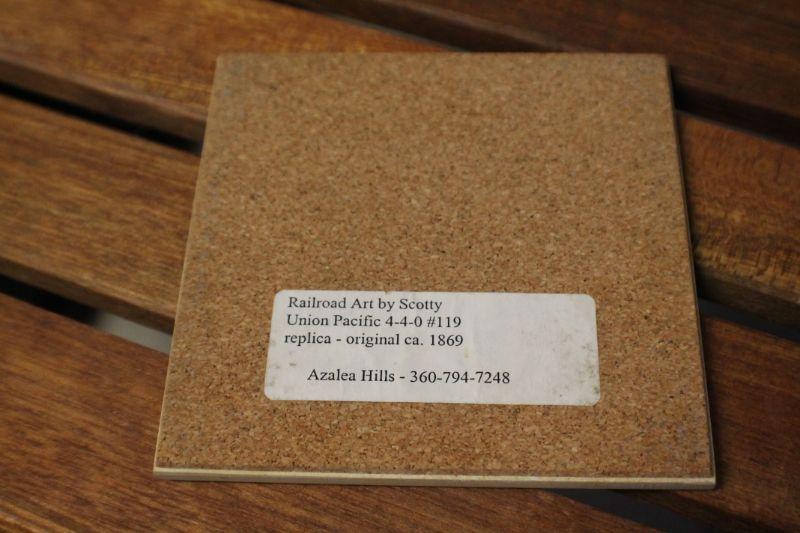 Railroad Art by Scotty
Union Pacific 4-4-0 #119
replica - original ca. 1869
Azalea Hills - 360-794-7248